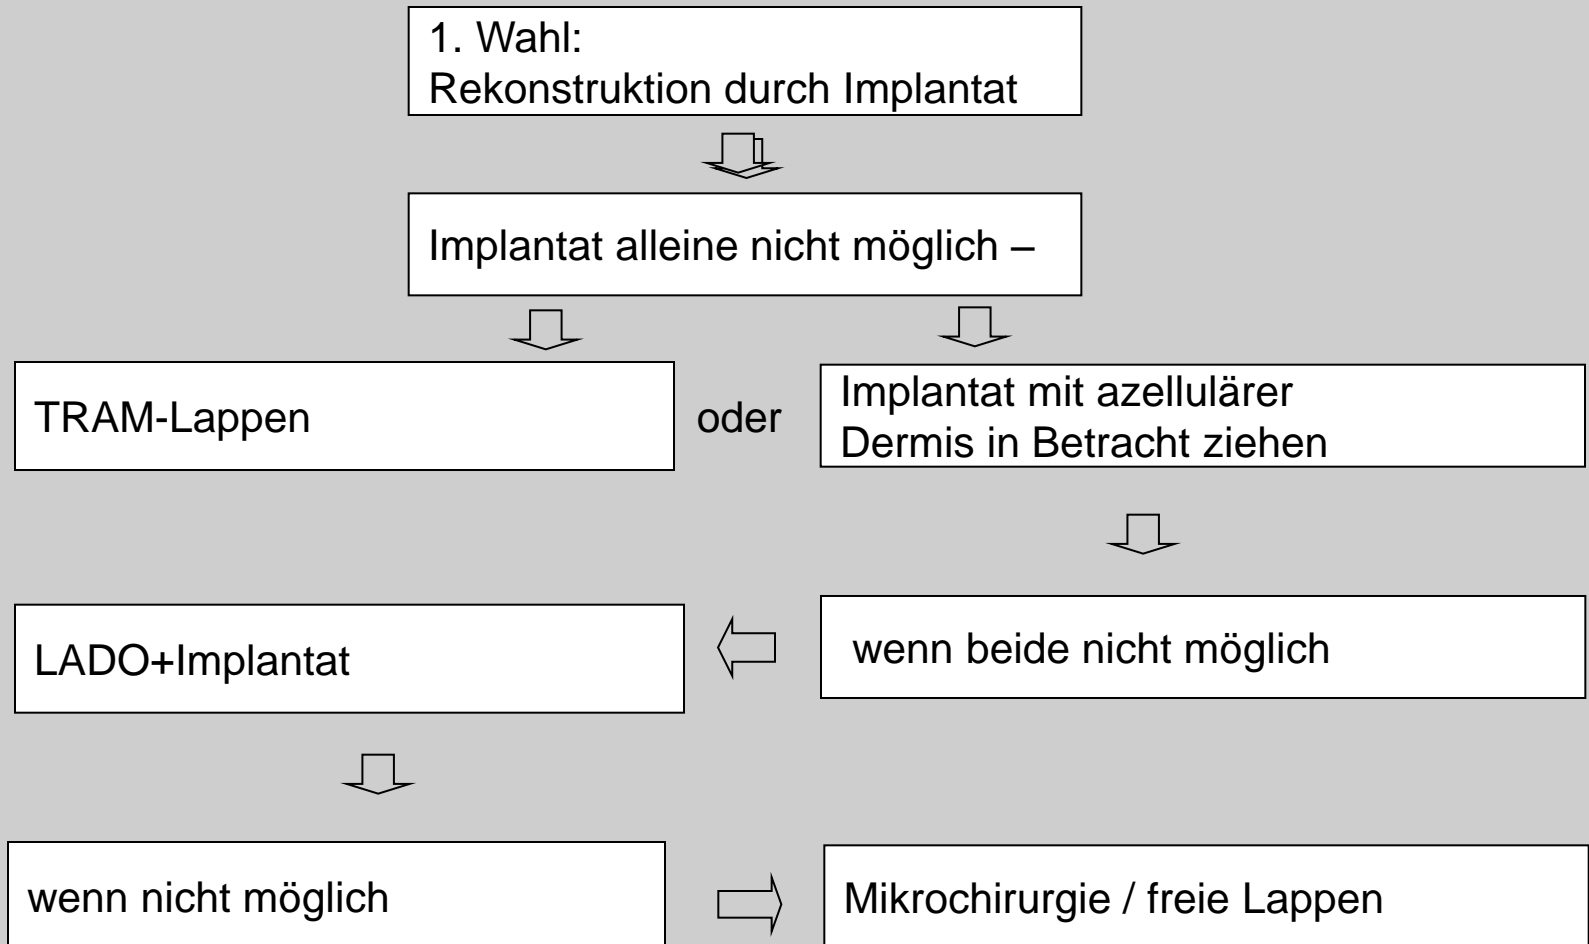 1. Wahl:
Rekonstruktion durch Implantat
Implantat alleine nicht möglich –
TRAM-Lappen
oder
Implantat mit azellulärer
Dermis in Betracht ziehen
wenn beide nicht möglich
LADO+Implantat
wenn nicht möglich
Mikrochirurgie / freie Lappen